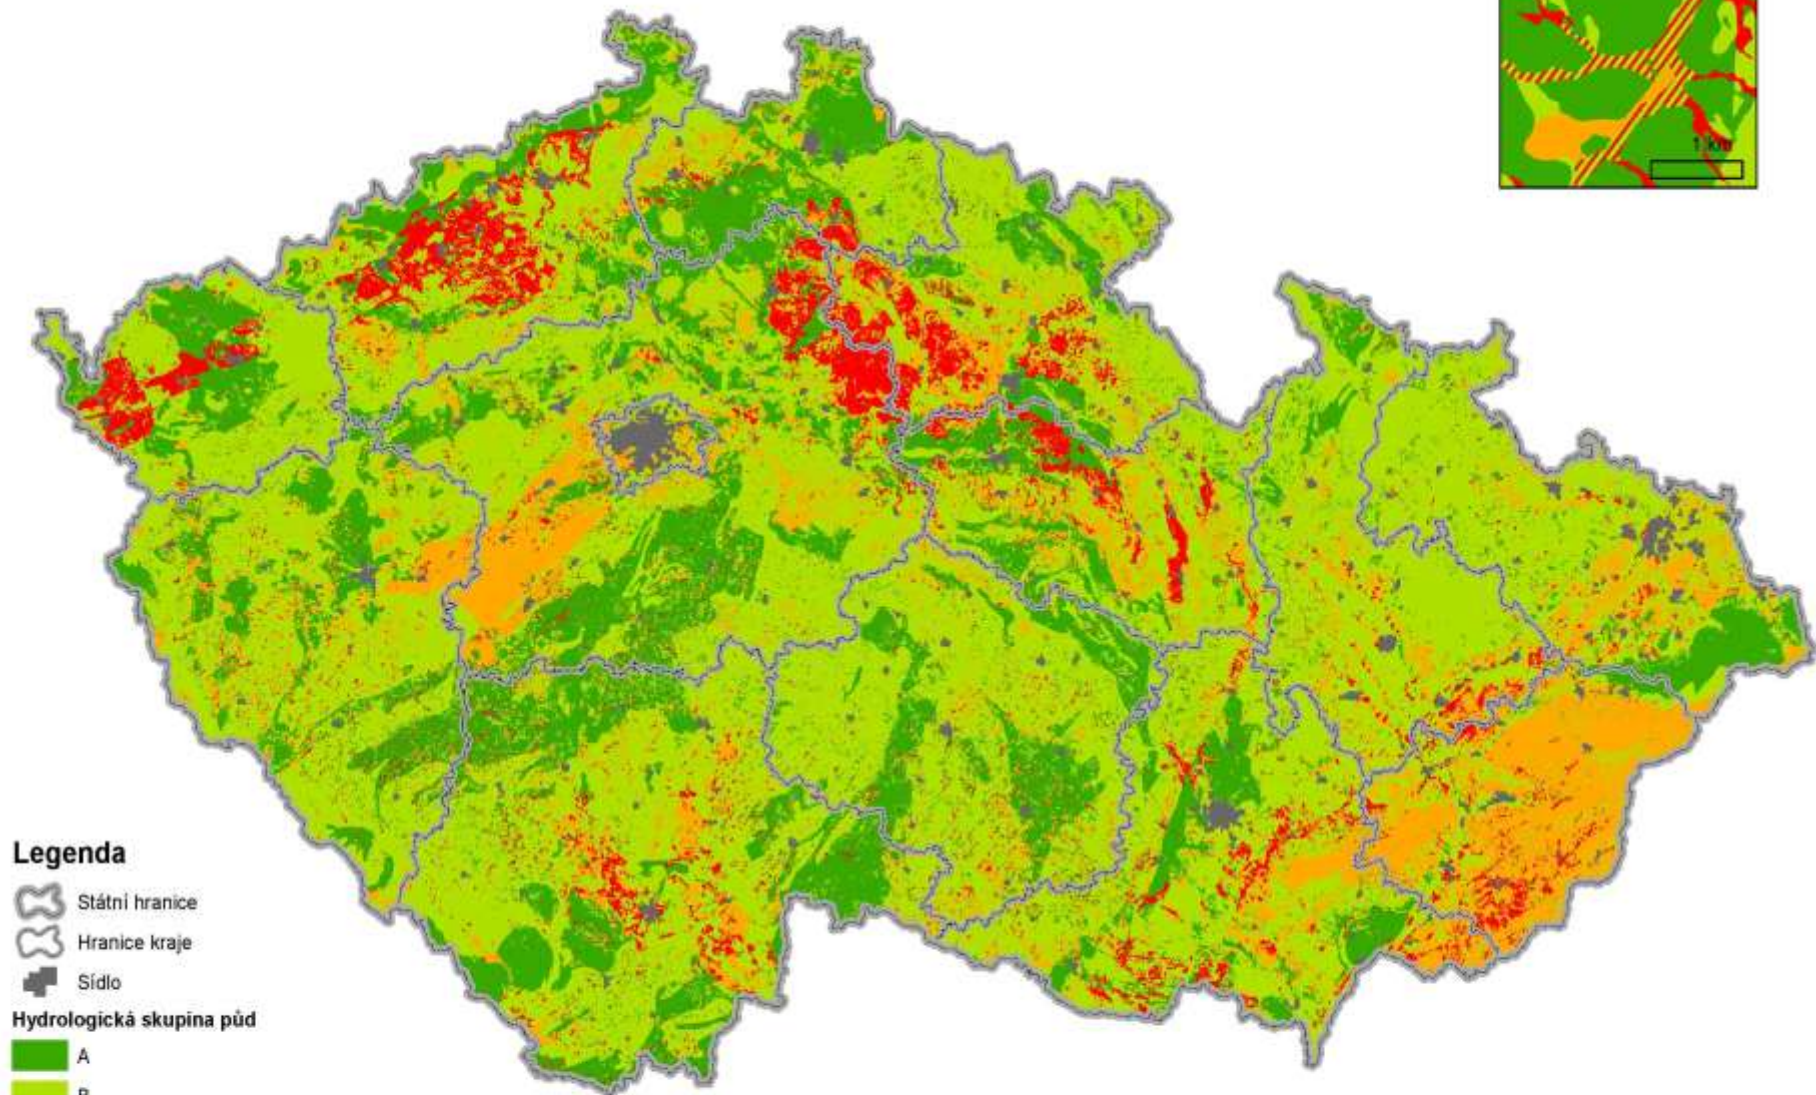 1 km
Legenda
Státní hranice
Hranice kraje
Sídlo
Hydrologická skupina půd
A